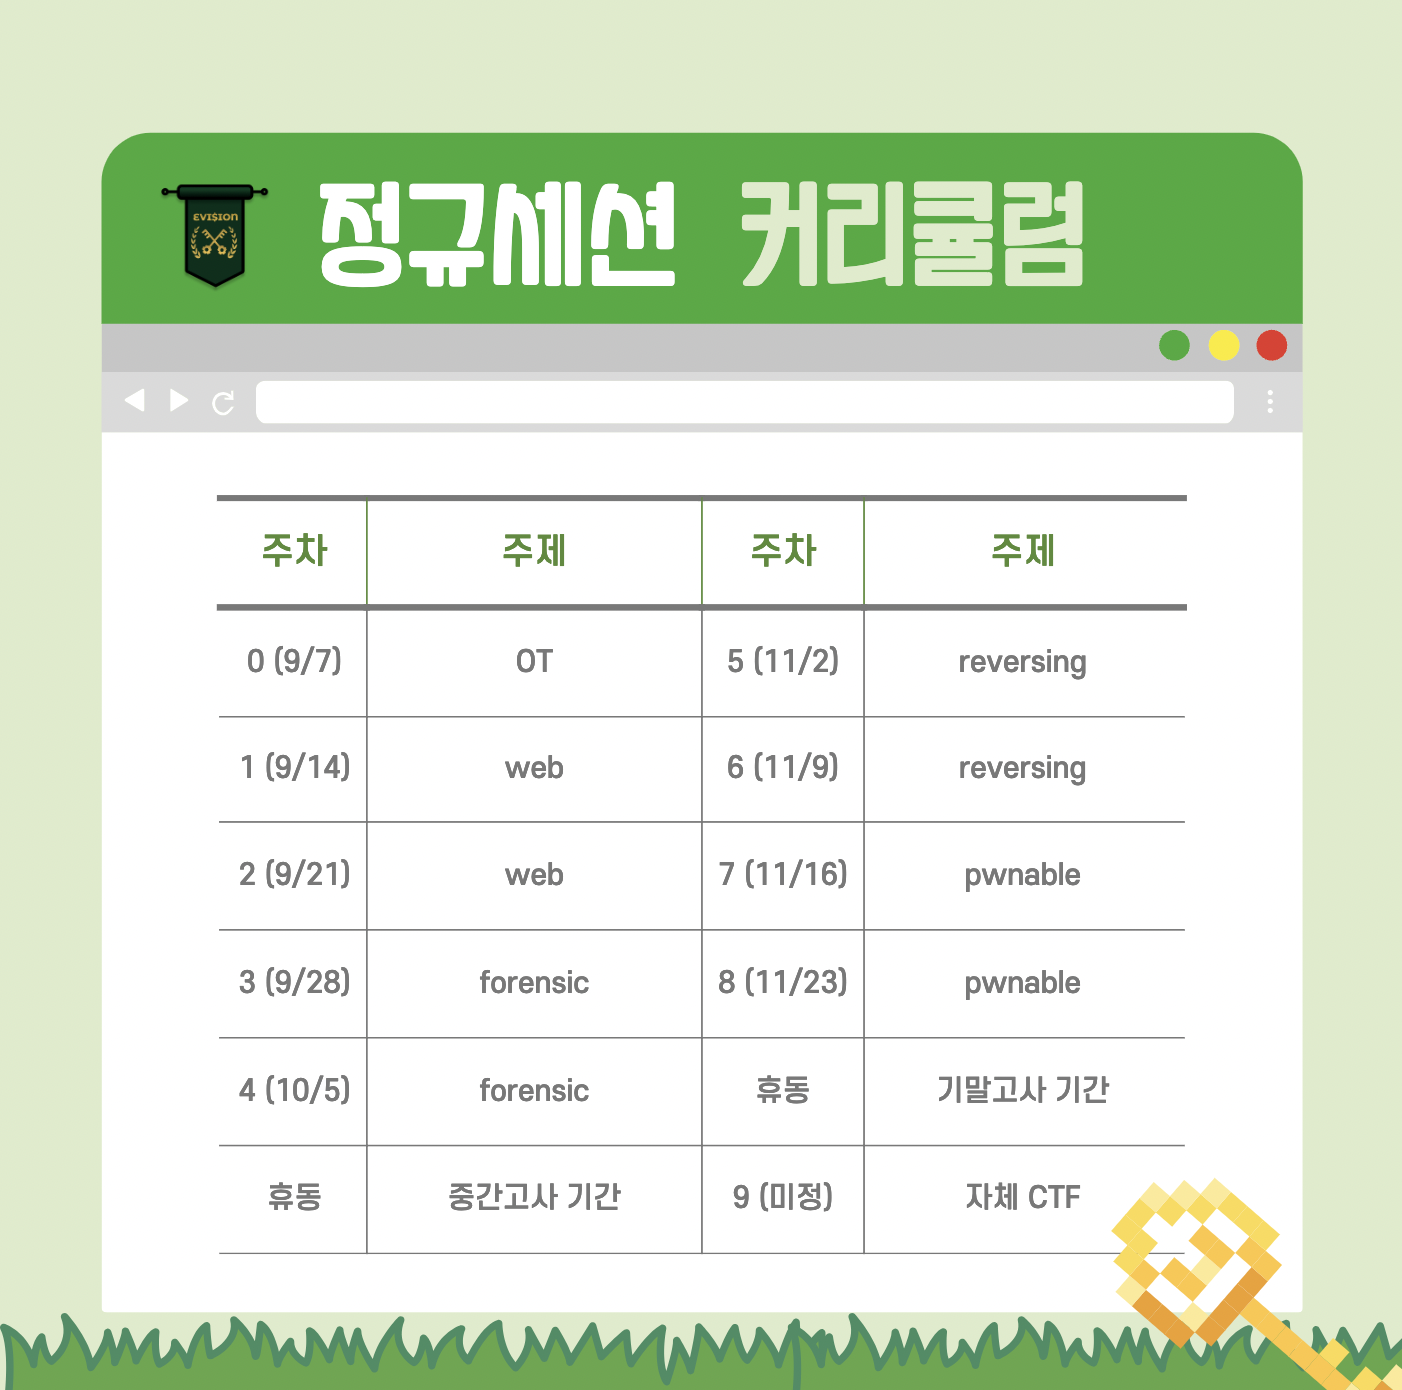 EVISION
정규세션 커리큘럼
주차 주제 주차 주제
0 (9/7) OT 5 (11/2) reversing
1 (9/14) web 6 (11/9) reversing
2 (9/21) web 7 (11/16) pwnable
3 (9/28) forensic 8 (11/23) pwnable
4 (10/5) forensic 휴동 기말고사 기간
휴동 중간고사 기간 9 (미정) 자체 CTF